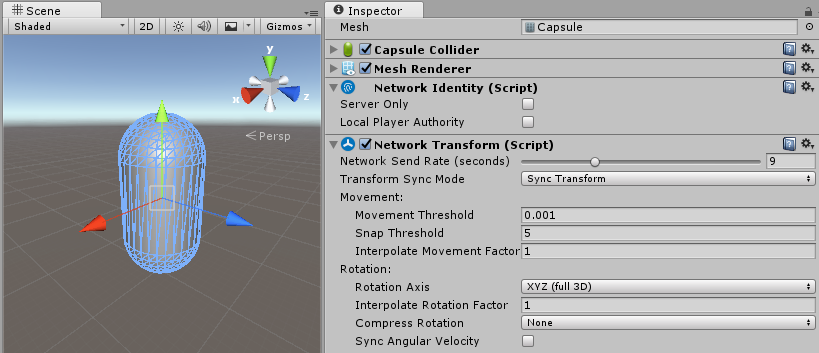 Scene
Shaded 2D Gizmos
y
x
z
Persp
Inspector
Mesh Capsule
Capsule Collider
Mesh Renderer
Network Identity (Script)
Server Only
Local Player Authority
Network Transform (Script)
Network Send Rate (seconds) 9
Transform Sync Mode Sync Transform
Movement:
Movement Threshold 0.001
Snap Threshold 5
Interpolate Movement Factor 1
Rotation:
Rotation Axis XYZ (full 3D)
Interpolate Rotation Factor 1
Compress Rotation None
Sync Angular Velocity